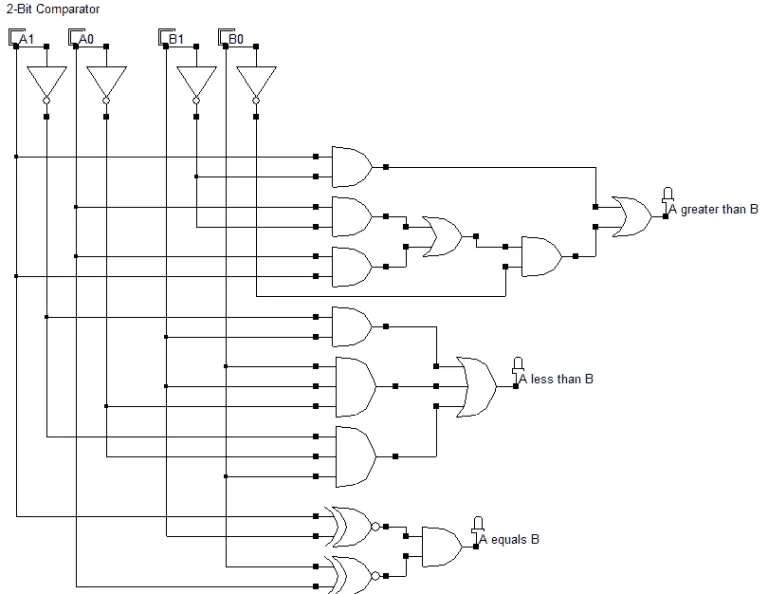 2-Bit Comparator
A1
A0
B1
B0
A greater than B
A less than B
A equals B